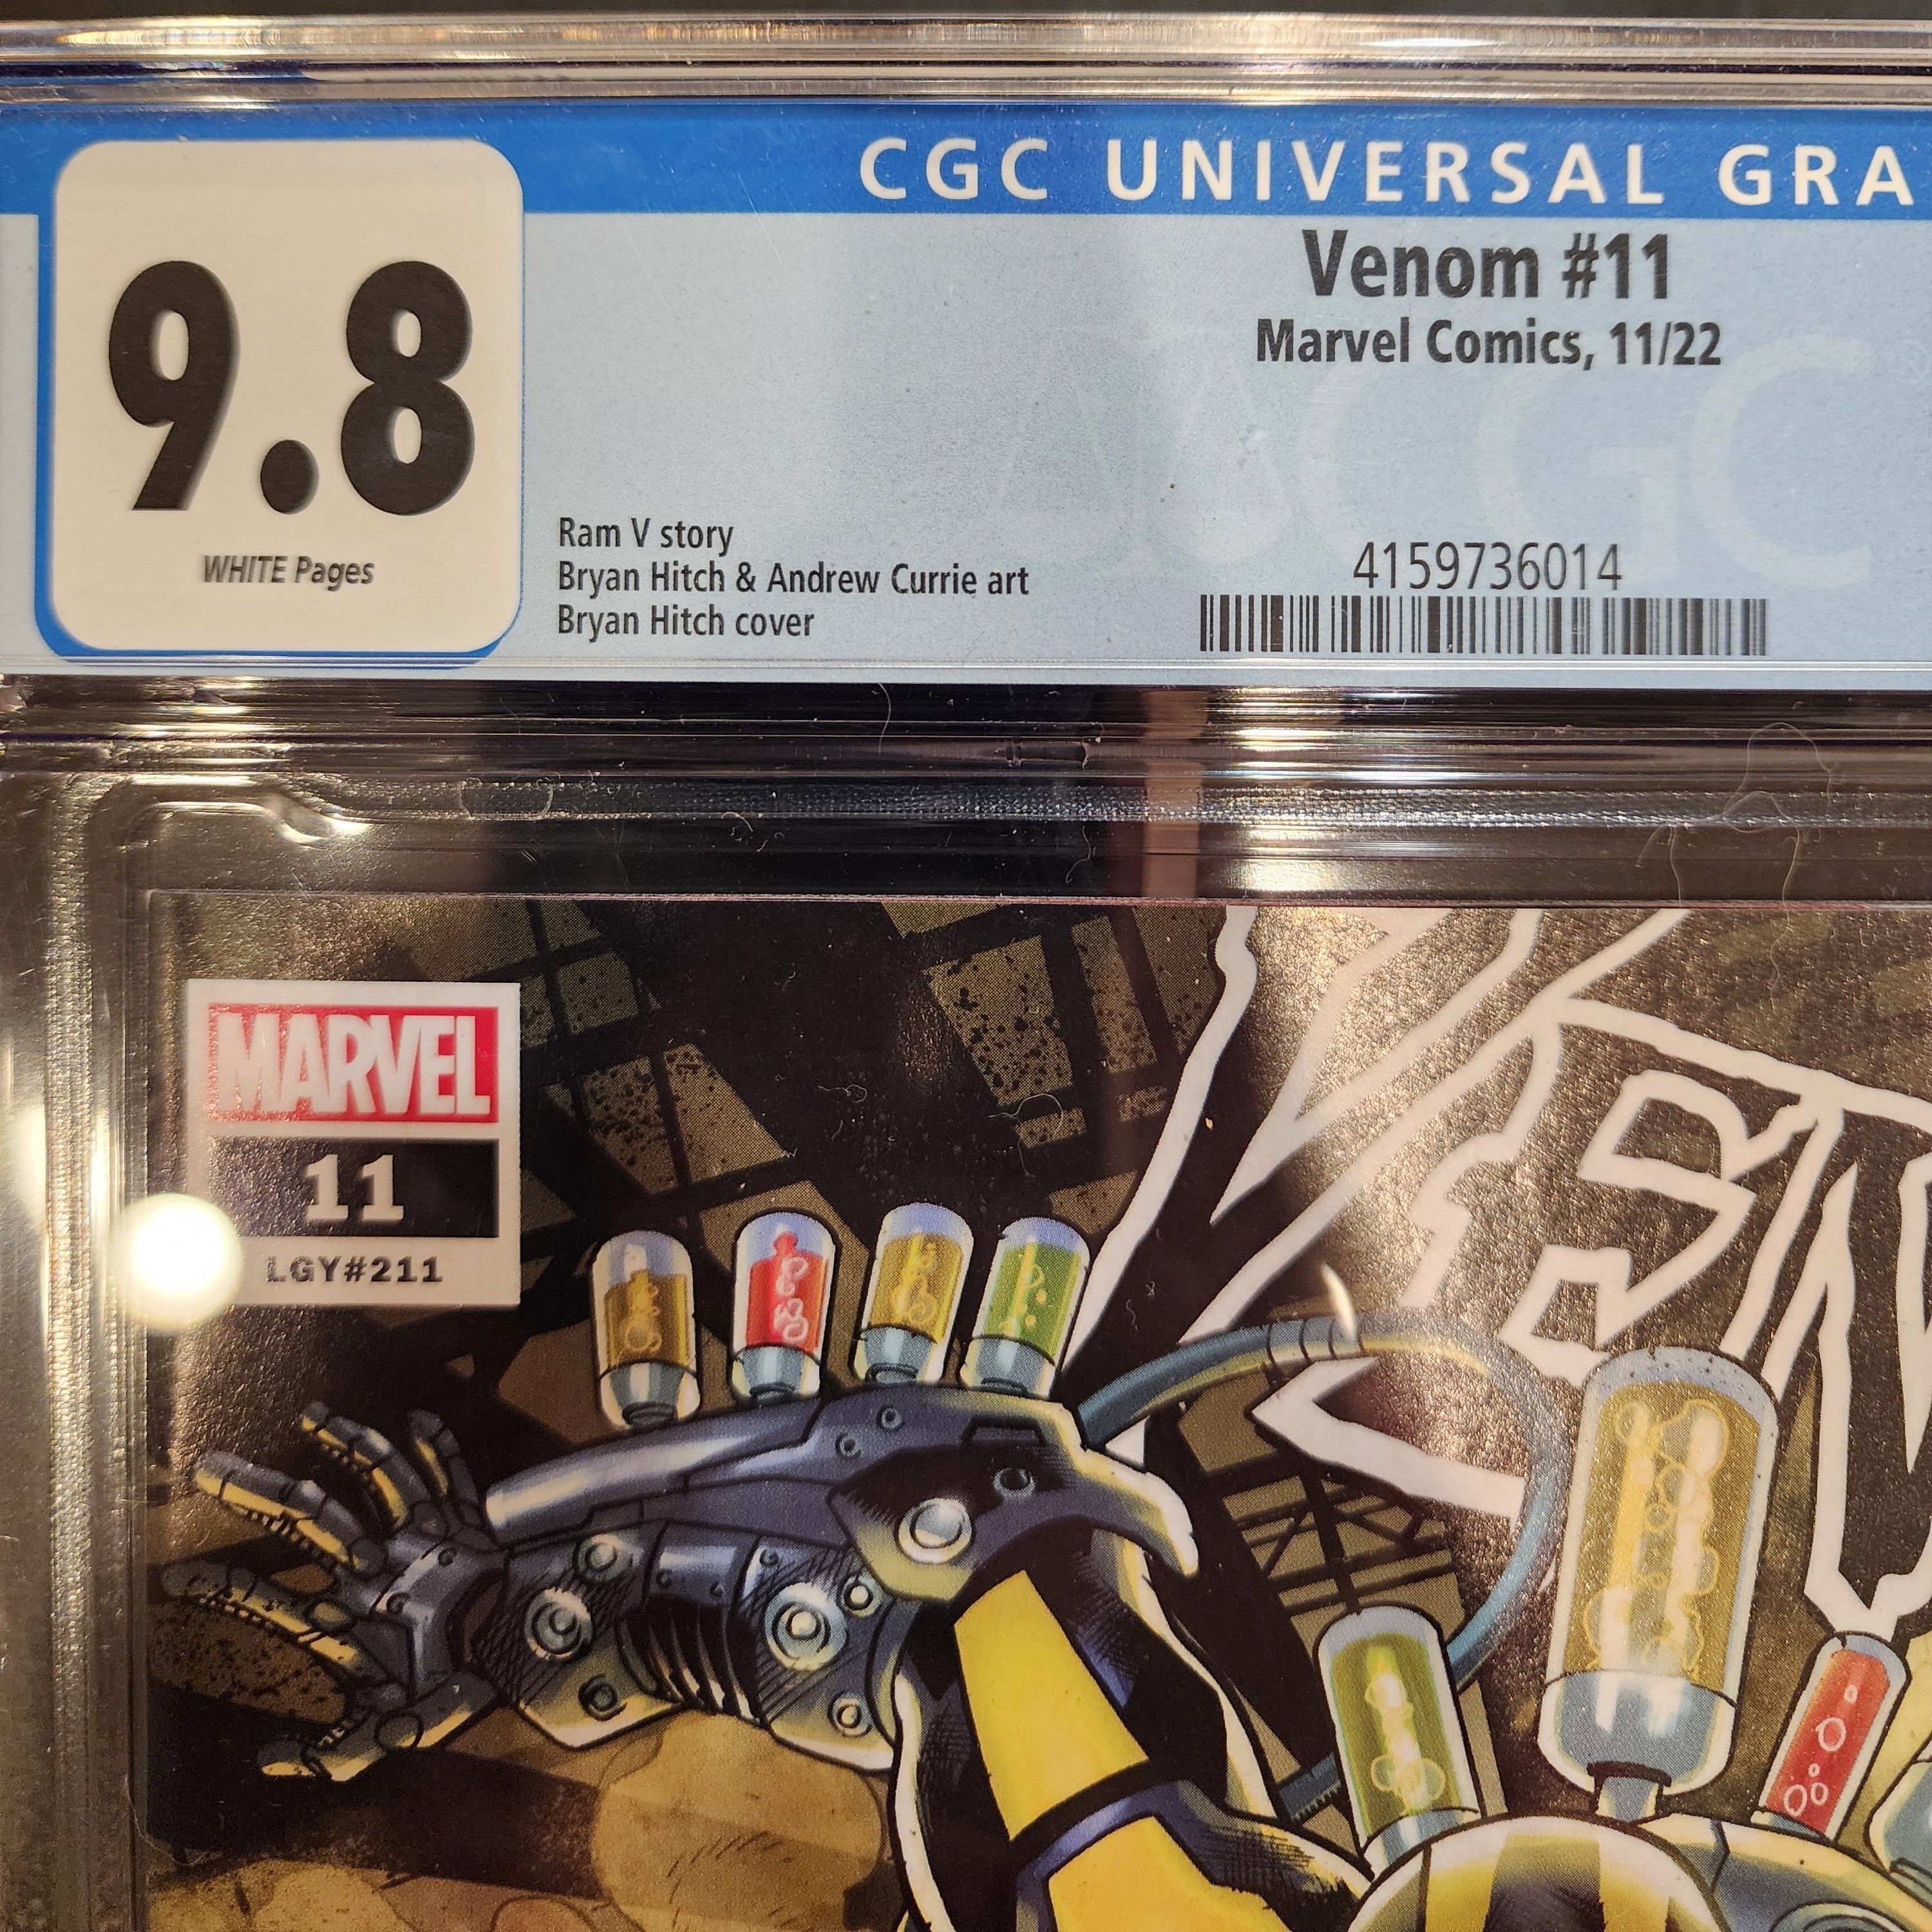 CGC UNIVERSAL GRA
9.8
WHITE Pages
Venom #11
Marvel Comics, 11/22
Ram V story
Bryan Hitch & Andrew Currie art
Bryan Hitch cover
4159736014
CGC
MARVEL
11
LGY#211